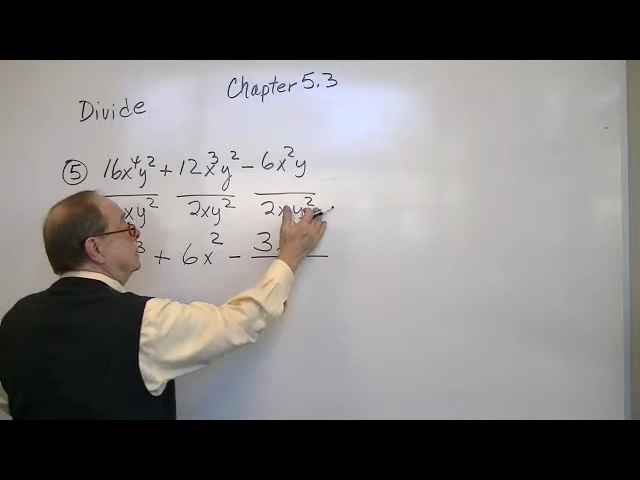 Chapter 5.3
Divide
⑤ 16x⁴y² + 12x³y² - 6x²y
xy² 2xy² 2xy²
³ + 6x² - 3